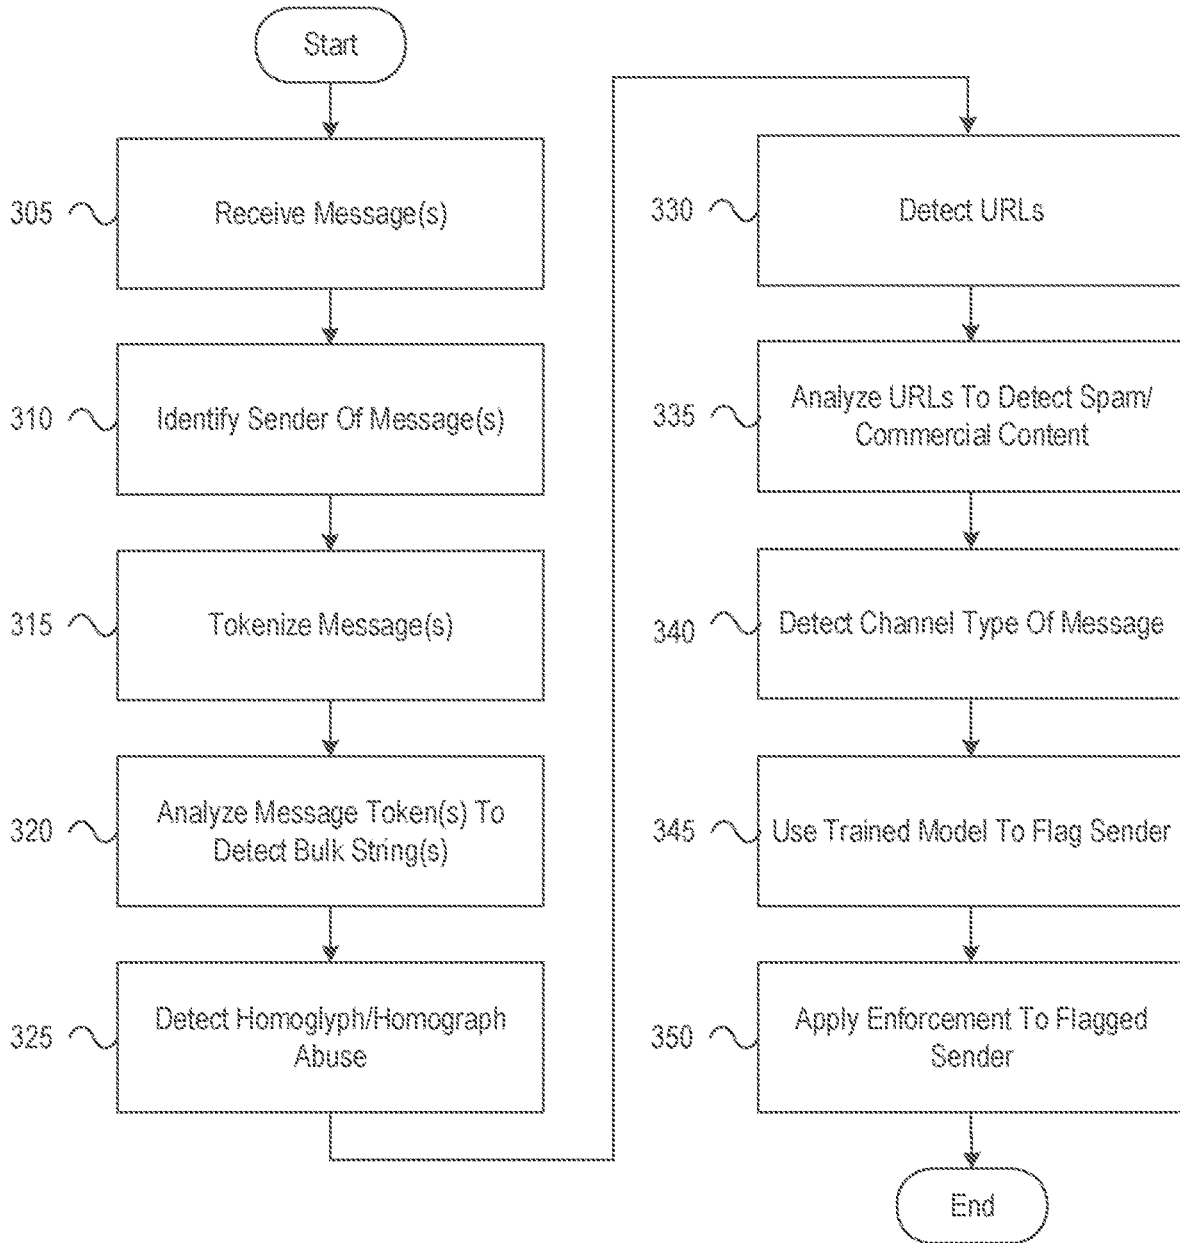 Start
305
Receive Message(s)
310
Identify Sender Of Message(s)
315
Tokenize Message(s)
320
Analyze Message Token(s) To
Detect Bulk String(s)
325
Detect Homoglyph/Homograph
Abuse
330
Detect URLs
335
Analyze URLs To Detect Spam/
Commercial Content
340
Detect Channel Type Of Message
345
Use Trained Model To Flag Sender
350
Apply Enforcement To Flagged
Sender
End